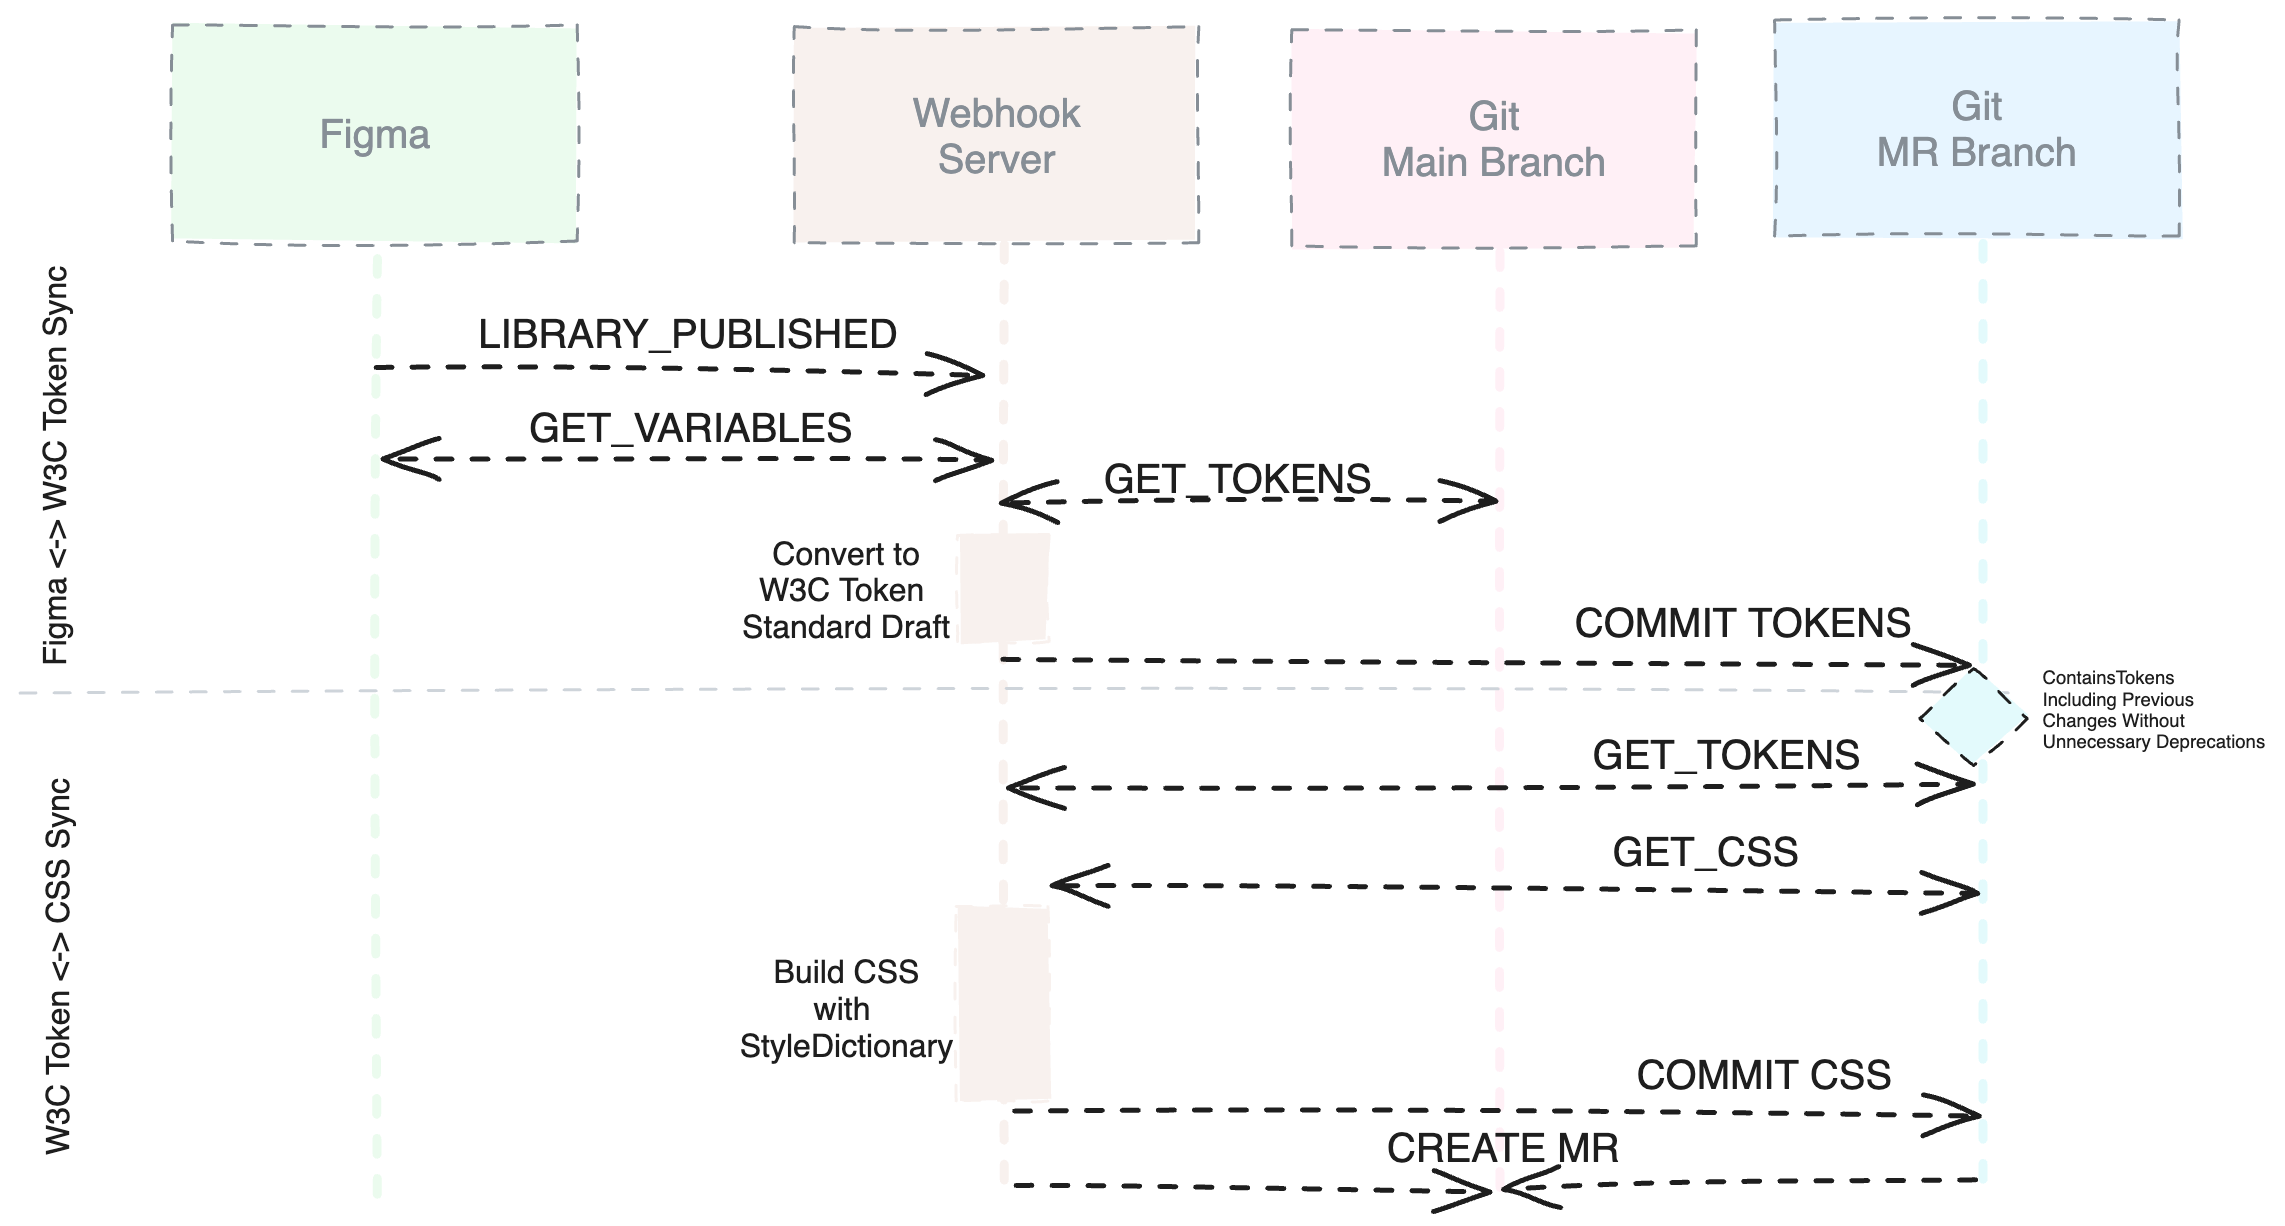 Figma
Webhook
Server
Git
Main Branch
Git
MR Branch
Figma <-> W3C Token Sync
LIBRARY_PUBLISHED
GET_VARIABLES
GET_TOKENS
Convert to
W3C Token
Standard Draft
COMMIT TOKENS
ContainsTokens
Including Previous
Changes Without
Unnecessary Deprecations
W3C Token <-> CSS Sync
GET_TOKENS
GET_CSS
Build CSS
with
StyleDictionary
COMMIT CSS
CREATE MR